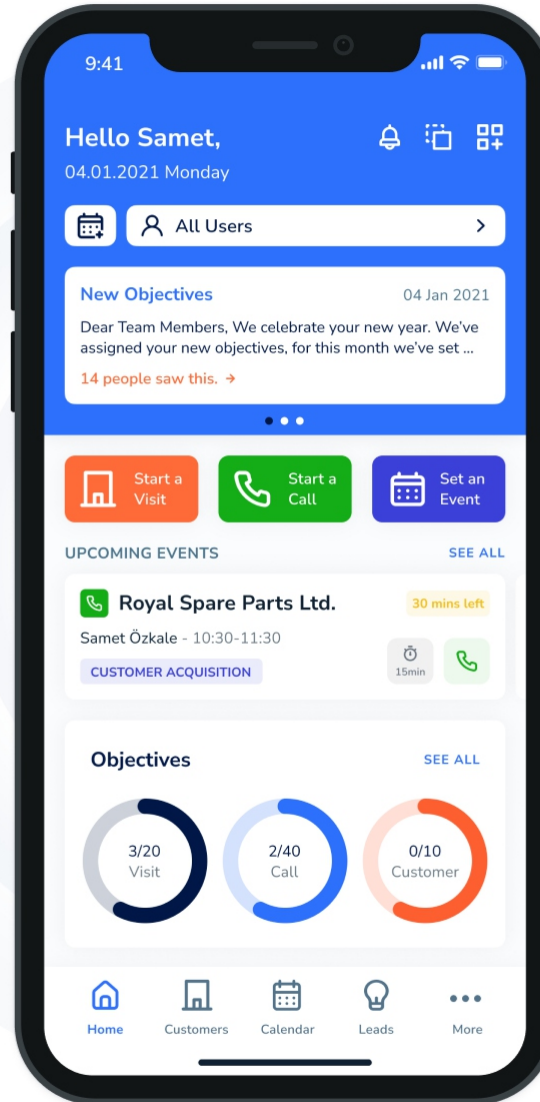 9:41
Hello Samet,
04.01.2021 Monday
All Users
New Objectives
04 Jan 2021
Dear Team Members, We celebrate your new year. We've
assigned your new objectives, for this month we've set ...
14 people saw this. →
Start a
Visit
Start a
Call
Set an
Event
UPCOMING EVENTS
SEE ALL
Royal Spare Parts Ltd.
30 mins left
Samet Özkale - 10:30-11:30
15min
CUSTOMER ACQUISITION
Objectives
SEE ALL
3/20
Visit
2/40
Call
0/10
Customer
Home
Customers
Calendar
Leads
More